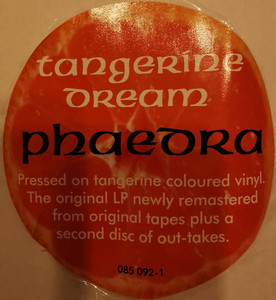 tangerine
dream
phaedra
Pressed on tangerine coloured vinyl.
The original LP newly remastered
from original tapes plus a
second disc of out-takes.
085 092-1